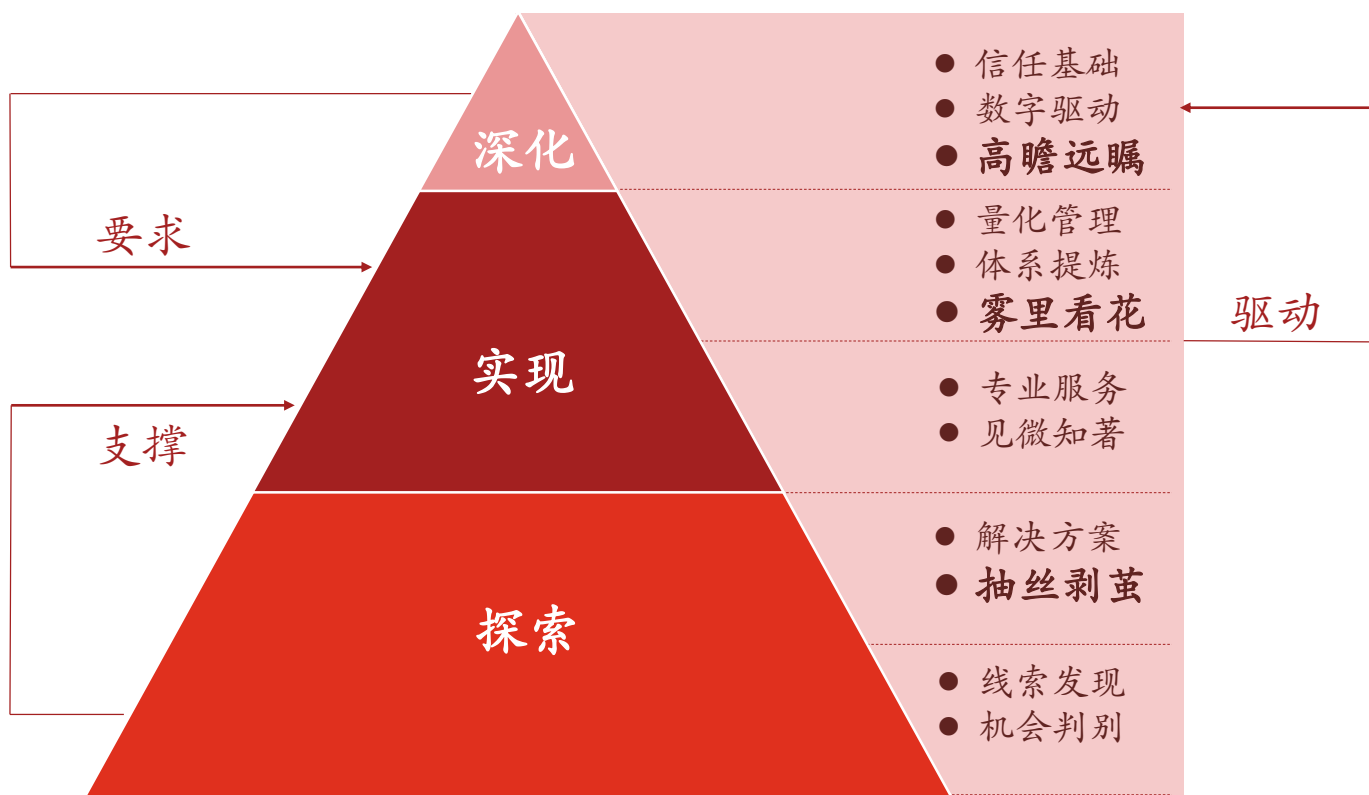 信任基础
数字驱动
深化
高瞻远瞩
要求
量化管理
体系提炼
雾里看花
驱动
实现
专业服务
见微知著
支撑
解决方案
抽丝剥茧
探索
线索发现
机会判别